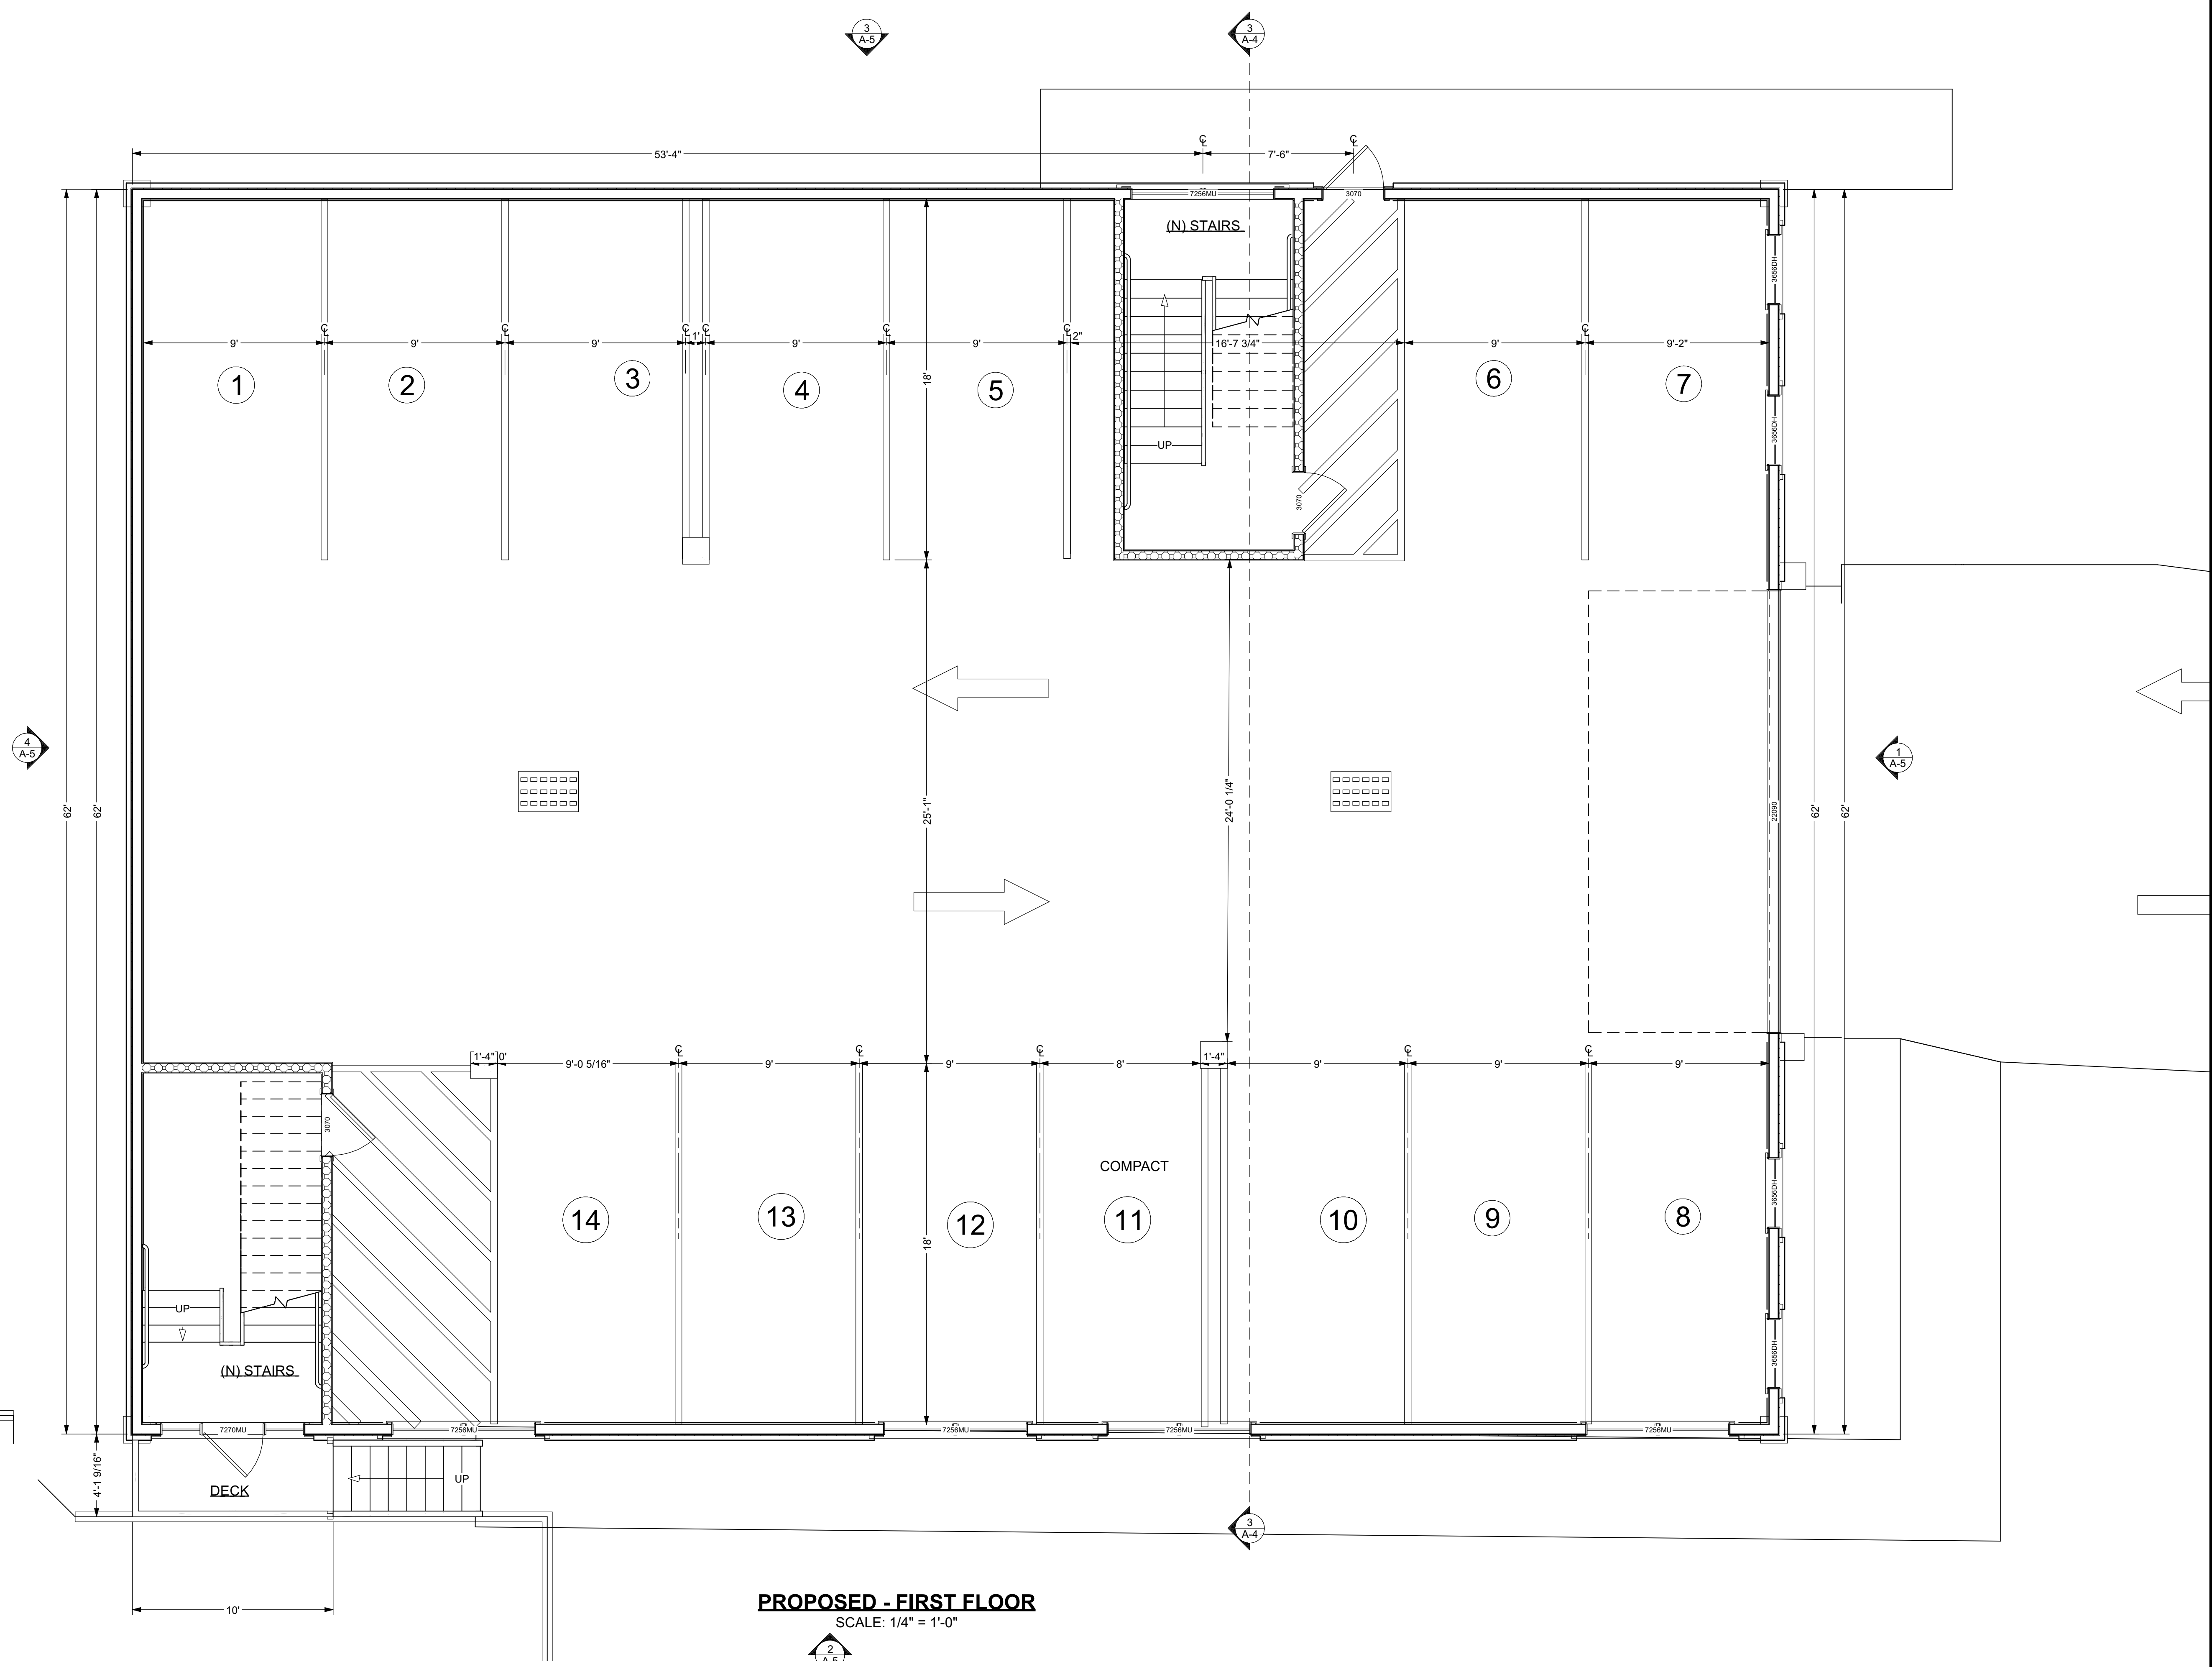 3
A-5
3
A-4
53'-4"
7'-6"
7256MU
3070
(N) STAIRS
3656DH
9'
9'
9'
1'
9'
9'
2"
16'-7 3/4"
9'
9'-2"
1
2
3
18'
4
5
6
7
3656DH
UP
3070
4
A-5
1
A-5
62'
62'
25'-1"
24'-0 1/4"
22090
62'
62'
1'-4"
0'
9'-0 5/16"
9'
9'
8'
1'-4"
9'
9'
9'
3070
COMPACT
14
13
12
11
10
9
8
18'
3656DH
UP
(N) STAIRS
3656DH
7270MU
7256MU
7256MU
7256MU
7256MU
4'-1 9/16"
DECK
UP
3
A-4
10'
PROPOSED - FIRST FLOOR
SCALE: 1/4" = 1'-0"
2
A-5